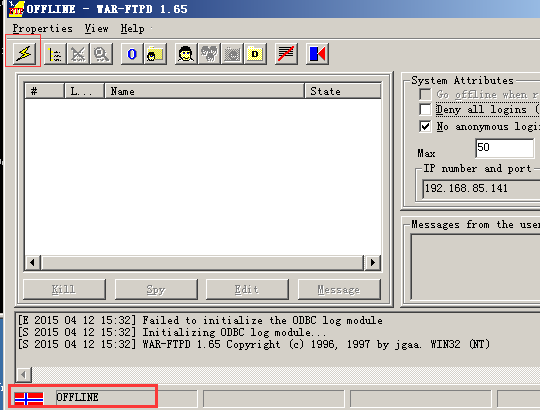 OFFLINE - WAR-FTPD 1.65
Properties View Help
# L... Name State
System Attributes
Go offline when r
Deny all logins (
No anonymous logi
Max 50
IP number and port
192.168.85.141
Kill Spy Edit Message
Messages from the use
[E 2015 04 12 15:32] Failed to initialize the ODBC log module
[S 2015 04 12 15:32] Initializing ODBC log module...
[S 2015 04 12 15:32] WAR-FTPD 1.65 Copyright (c) 1996, 1997 by jgaa. WIN32 (NT)
OFFLINE